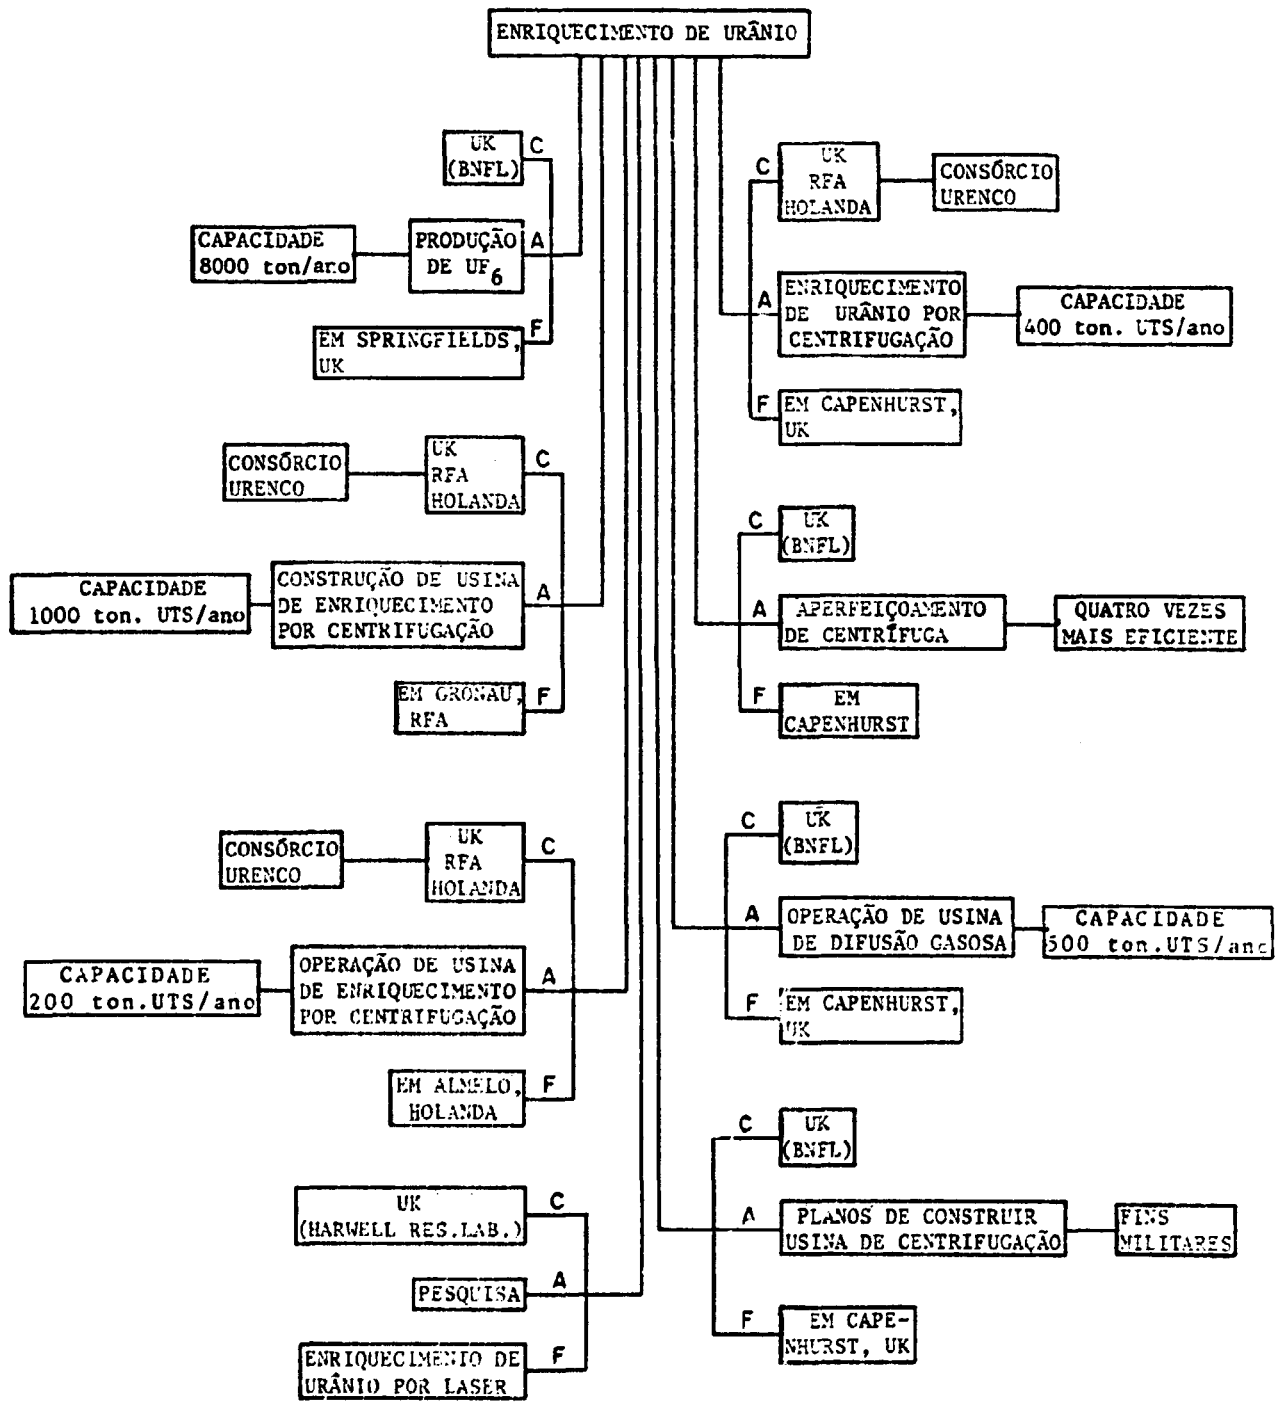 ENRIQUECIMENTO DE URÂNIO
UK
(BNFL)
C
CAPACIDADE
8000 ton/ano
PRODUÇÃO
DE UF6
A
EM SPRINGFIELDS,
UK
F
CONSÓRCIO
URENCO
UK
RFA
HOLANDA
C
CAPACIDADE
1000 ton. UTS/ano
CONSTRUÇÃO DE USINA
DE ENRIQUECIMENTO
POR CENTRIFUGAÇÃO
A
EM GRONAU,
RFA
F
CONSÓRCIO
URENCO
UK
RFA
HOLANDA
C
CAPACIDADE
200 ton.UTS/ano
OPERAÇÃO DE USINA
DE ENRIQUECIMENTO
POR CENTRIFUGAÇÃO
A
EM ALMELO,
HOLANDA
F
UK
(HARWELL RES.LAB.)
C
PESQUISA
A
ENRIQUECIMENTO DE
URÂNIO POR LASER
F
C
UK
RFA
HOLANDA
CONSÓRCIO
URENCO
A
ENRIQUECIMENTO
DE URÂNIO POR
CENTRIFUGAÇÃO
CAPACIDADE
400 ton. UTS/ano
F
EM CAPENHURST,
UK
C
UK
(BNFL)
A
APERFEIÇOAMENTO
DE CENTRÍFUGA
QUATRO VEZES
MAIS EFICIENTE
F
EM
CAPENHURST
C
UK
(BNFL)
A
OPERAÇÃO DE USINA
DE DIFUSÃO GASOSA
CAPACIDADE
500 ton.UTS/ano
F
EM CAPENHURST,
UK
C
UK
(BNFL)
A
PLANOS DE CONSTRUIR
USINA DE CENTRIFUGAÇÃO
FINS
MILITARES
F
EM CAPE-
NHURST, UK